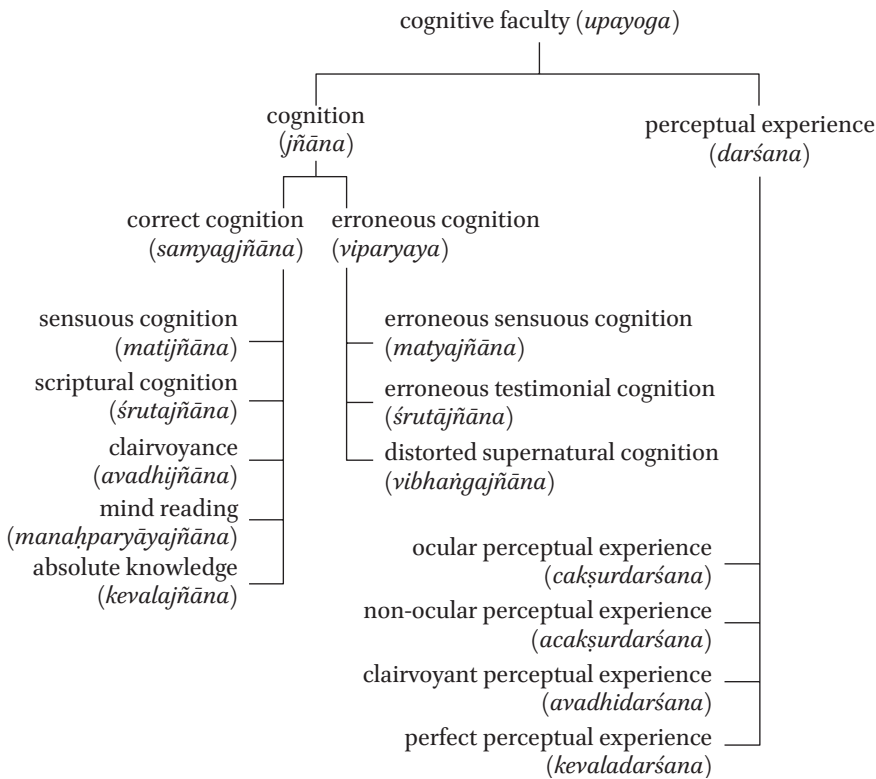 cognitive faculty (upayoga)
cognition
(jñāna)
perceptual experience
(darśana)
correct cognition
(samyagjñāna)
erroneous cognition
(viparyaya)
sensuous cognition
(matijñāna)
scriptural cognition
(śrutajñāna)
clairvoyance
(avadhijñāna)
mind reading
(manaḥparyāyajñāna)
absolute knowledge
(kevalajñāna)
erroneous sensuous cognition
(matyajñāna)
erroneous testimonial cognition
(śrutājñāna)
distorted supernatural cognition
(vibhaṅgajñāna)
ocular perceptual experience
(cakṣurdarśana)
non-ocular perceptual experience
(acakṣurdarśana)
clairvoyant perceptual experience
(avadhidarśana)
perfect perceptual experience
(kevaladarśana)